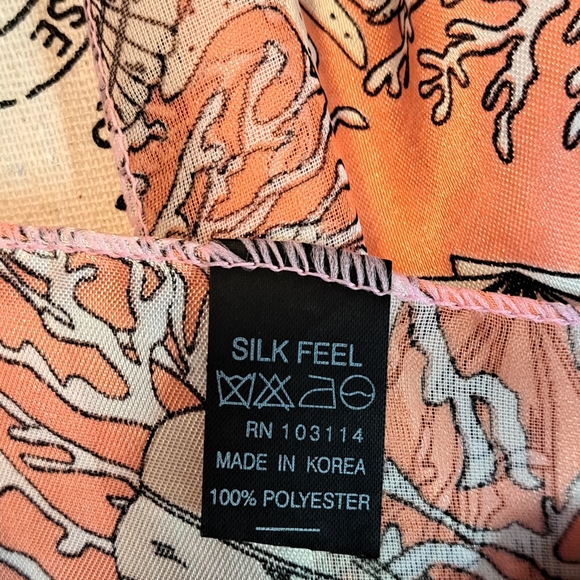 SILK FEEL
RN 103114
MADE IN KOREA
100% POLYESTER